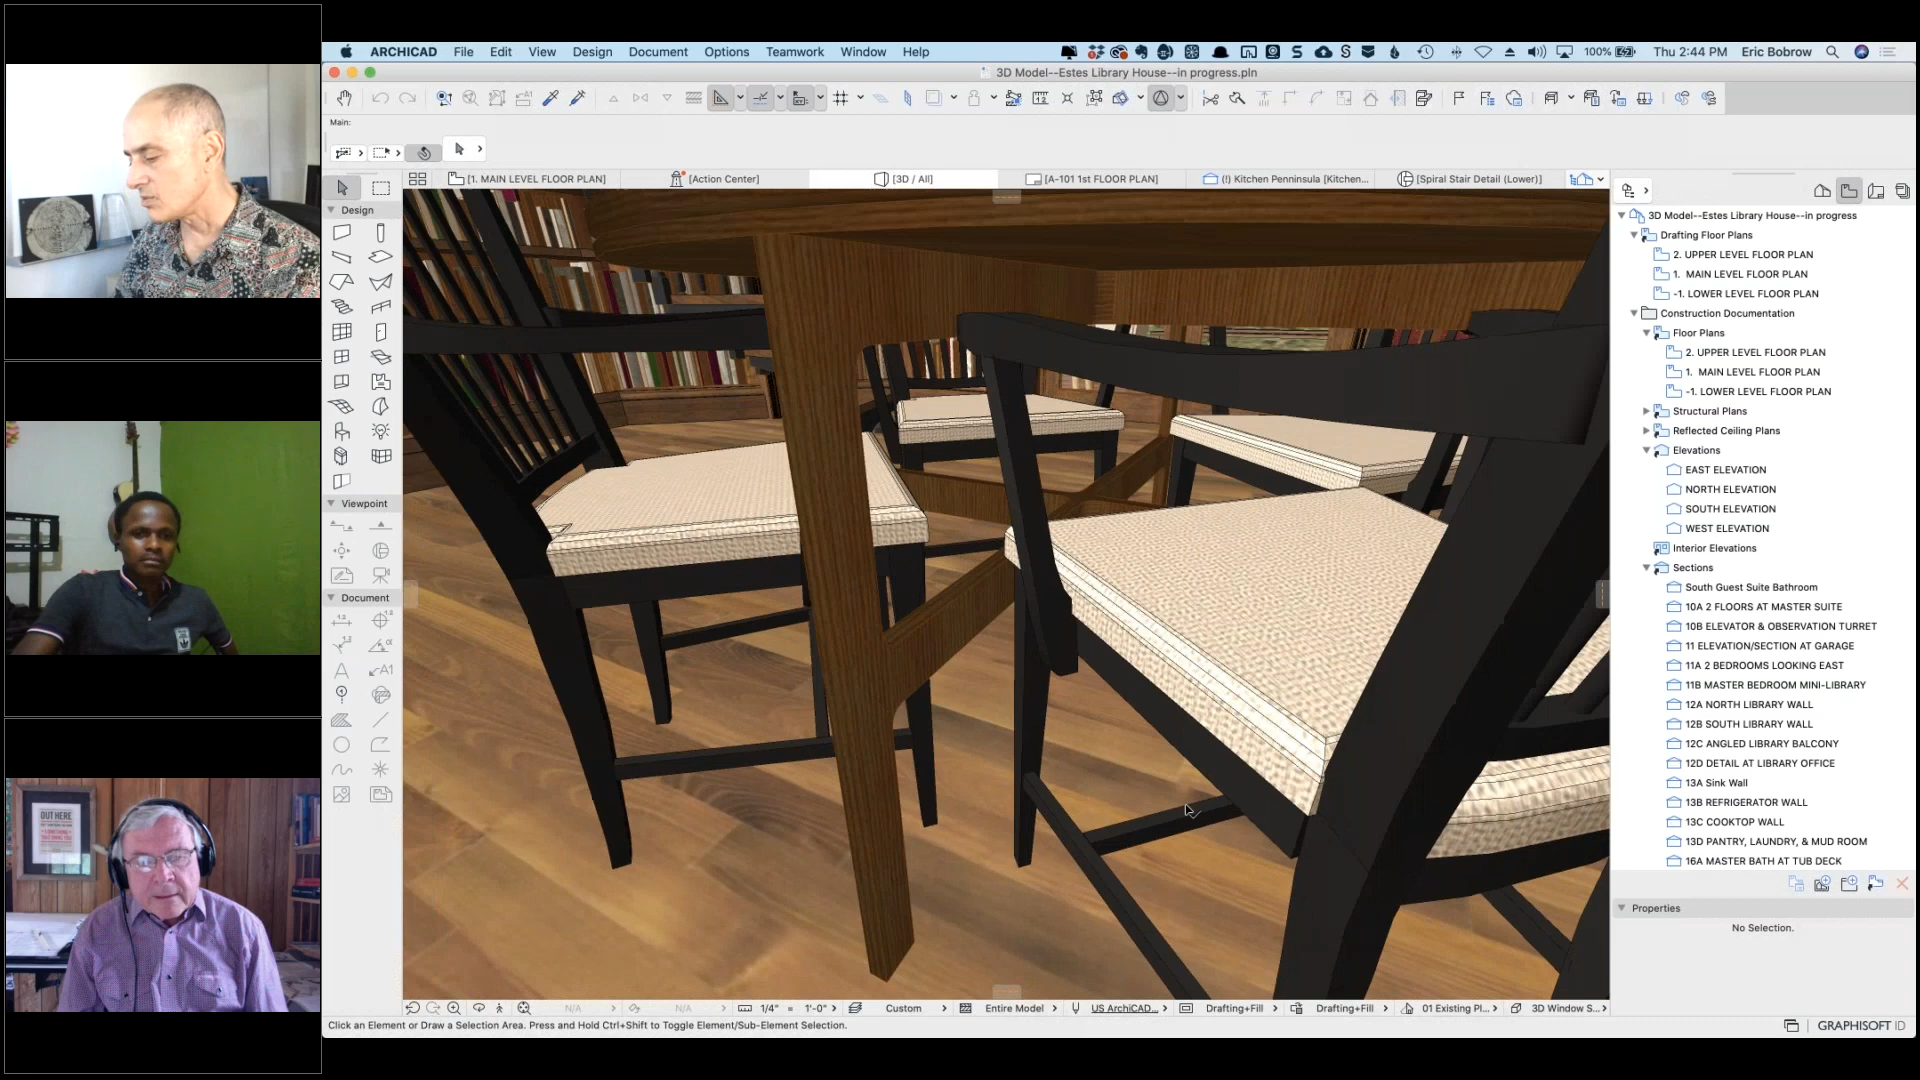 ARCHICAD File Edit View Design Document Options Teamwork Window Help 100% Thu 2:44 PM Eric Bobrow
3D Model--Estes Library House--in progress.pln
Main:
[1. MAIN LEVEL FLOOR PLAN] [Action Center] [3D / All] [A-101 1st FLOOR PLAN] (!) Kitchen Penninsula [Kitchen... [Spiral Stair Detail (Lower)]
Design
Viewpoint
Document
3D Model--Estes Library House--in progress
Drafting Floor Plans
2. UPPER LEVEL FLOOR PLAN
1. MAIN LEVEL FLOOR PLAN
-1. LOWER LEVEL FLOOR PLAN
Construction Documentation
Floor Plans
2. UPPER LEVEL FLOOR PLAN
1. MAIN LEVEL FLOOR PLAN
-1. LOWER LEVEL FLOOR PLAN
Structural Plans
Reflected Ceiling Plans
Elevations
EAST ELEVATION
NORTH ELEVATION
SOUTH ELEVATION
WEST ELEVATION
Interior Elevations
Sections
South Guest Suite Bathroom
10A 2 FLOORS AT MASTER SUITE
10B ELEVATOR & OBSERVATION TURRET
11 ELEVATION/SECTION AT GARAGE
11A 2 BEDROOMS LOOKING EAST
11B MASTER BEDROOM MINI-LIBRARY
12A NORTH LIBRARY WALL
12B SOUTH LIBRARY WALL
12C ANGLED LIBRARY BALCONY
12D DETAIL AT LIBRARY OFFICE
13A Sink Wall
13B REFRIGERATOR WALL
13C COOKTOP WALL
13D PANTRY, LAUNDRY, & MUD ROOM
16A MASTER BATH AT TUB DECK
Properties
No Selection.
N/A N/A 1/4" = 1'-0" Custom Entire Model US ArchiCAD... Drafting+Fill Drafting+Fill 01 Existing Pl... 3D Window S...
Click an Element or Draw a Selection Area. Press and Hold Ctrl+Shift to Toggle Element/Sub-Element Selection.
GRAPHISOFT ID
OUT HERE